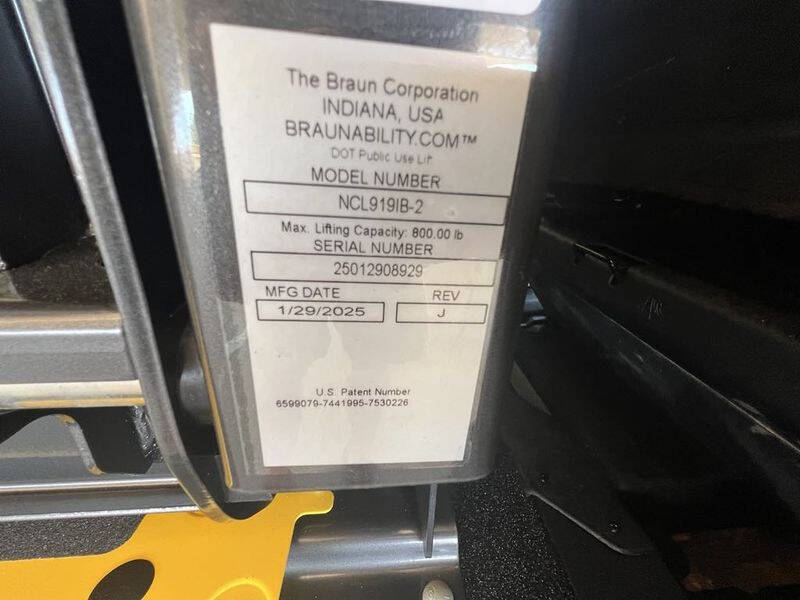 The Braun Corporation
INDIANA, USA
BRAUNABILITY.COM™
DOT Public Use Lift
MODEL NUMBER
NCL919IB-2
Max. Lifting Capacity: 800.00 lb
SERIAL NUMBER
25012908929
MFG DATE
REV
1/29/2025
J
U.S. Patent Number
6599079-7441995-7530226